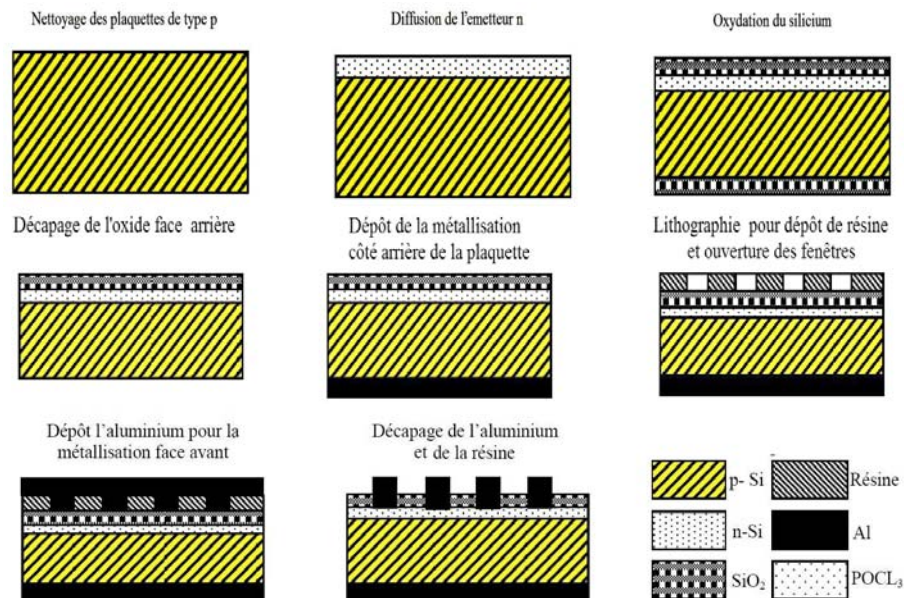 Nettoyage des plaquettes de type p
Diffusion de l'emetteur n
Oxydation du silicium
Décapage de l'oxide face arrière
Dépôt de la métallisation
côté arrière de la plaquette
Lithographie pour dépôt de résine
et ouverture des fenêtres
Dépôt l'aluminium pour la
métallisation face avant
Décapage de l'aluminium
et de la résine
p- Si
Résine
n-Si
Al
SiO₂
POCL₃